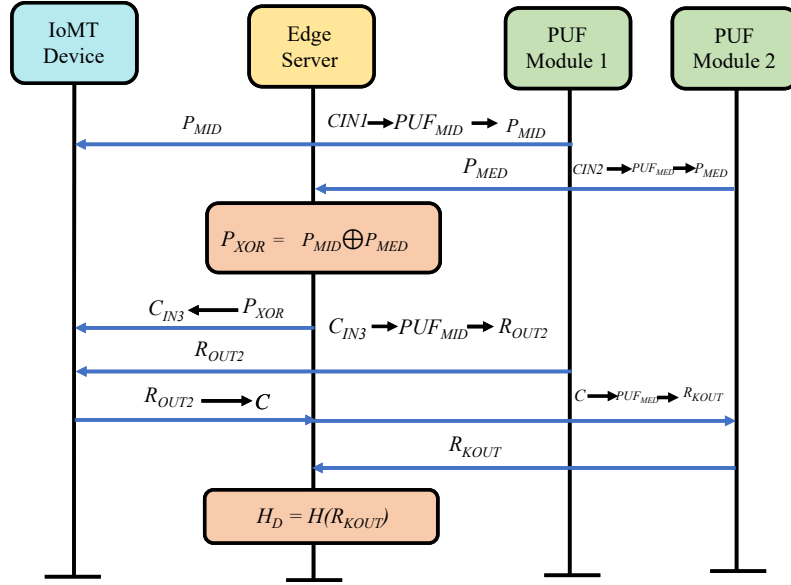 IoMT
Device
Edge
Server
PUF
Module 1
PUF
Module 2
P_MID
CIN1→PUF_MID→P_MID
P_MED
CIN2→PUF_MED→P_MED
P_XOR = P_MID⊕P_MED
C_IN3←P_XOR
C_IN3→PUF_MID→R_OUT2
R_OUT2
R_OUT2→C
C→PUF_MED→R_KOUT
R_KOUT
H_D = H(R_KOUT)